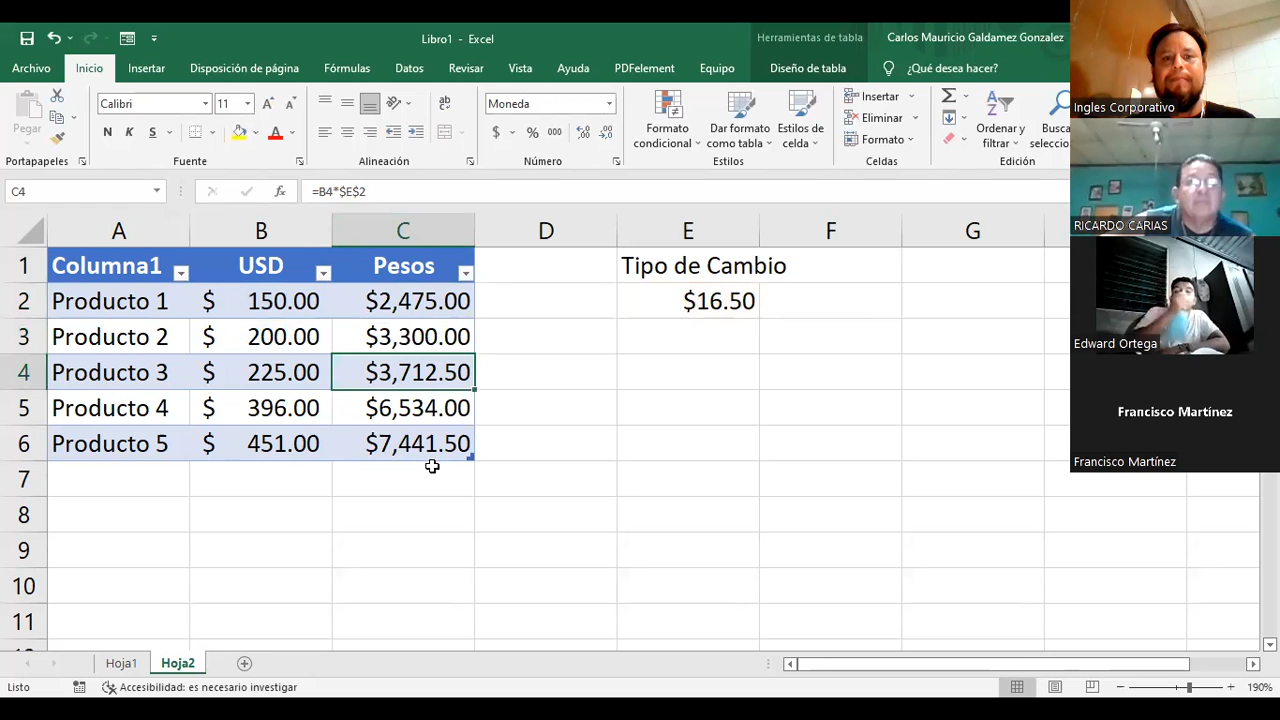 Libro1 - Excel
Herramientas de tabla
Carlos Mauricio Galdamez Gonzalez
Archivo Inicio Insertar Disposición de página Fórmulas Datos Revisar Vista Ayuda PDFelement Equipo Diseño de tabla ¿Qué desea hacer?
Pegar
Calibri 11
N K S
Moneda
$ % 000
Formato condicional
Dar formato como tabla
Estilos de celda
Insertar
Eliminar
Formato
Ordenar y filtrar
Portapapeles Fuente Alineación Número Estilos Celdas Edición
C4 fx =B4*$E$2
A B C D E F G
1 Columna1 USD Pesos Tipo de Cambio
2 Producto 1 $ 150.00 $2,475.00 $16.50
3 Producto 2 $ 200.00 $3,300.00
4 Producto 3 $ 225.00 $3,712.50
5 Producto 4 $ 396.00 $6,534.00
6 Producto 5 $ 451.00 $7,441.50
7
8
9
10
11
Hoja1 Hoja2
Listo Accesibilidad: es necesario investigar 190%
Ingles Corporativo
RICARDO CARIAS
Edward Ortega
Francisco Martínez
Francisco Martínez